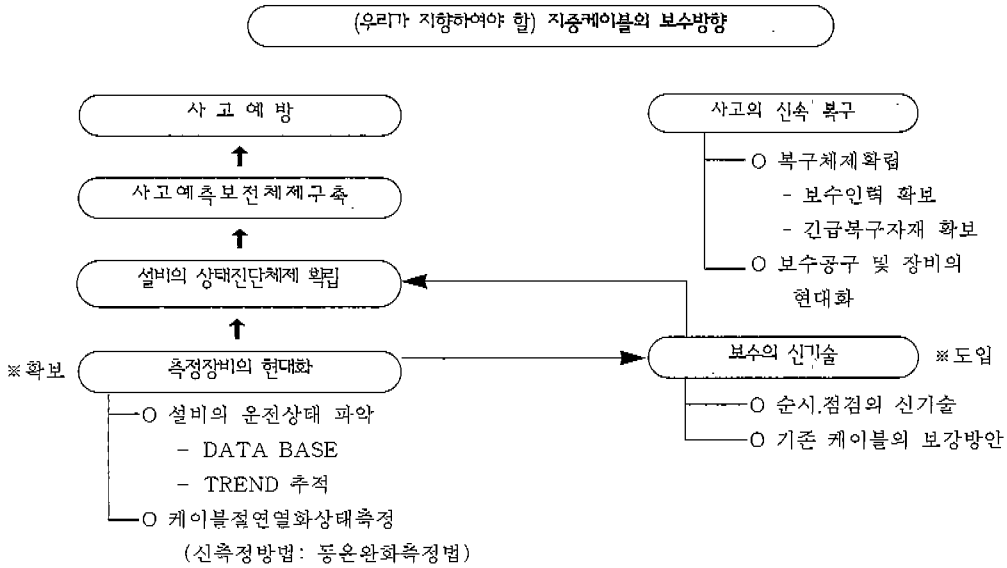 (우리가 지향하여야 할) 지중케이블의 보수방향
사고예방
사고예측보전체제구축
설비의 상태진단체제 확립
※확보
측정장비의 현대화
O 설비의 운전상태 파악
- DATA BASE
- TREND 추적
O 케이블절연열화상태측정
(신측정방법: 등온완화측정법)
사고의 신속 복구
O 복구체제확립
- 보수인력 확보
- 긴급복구자재 확보
O 보수공구 및 장비의
현대화
보수의 신기술
※도입
O 순시.점검의 신기술
O 기존 케이블의 보강방안